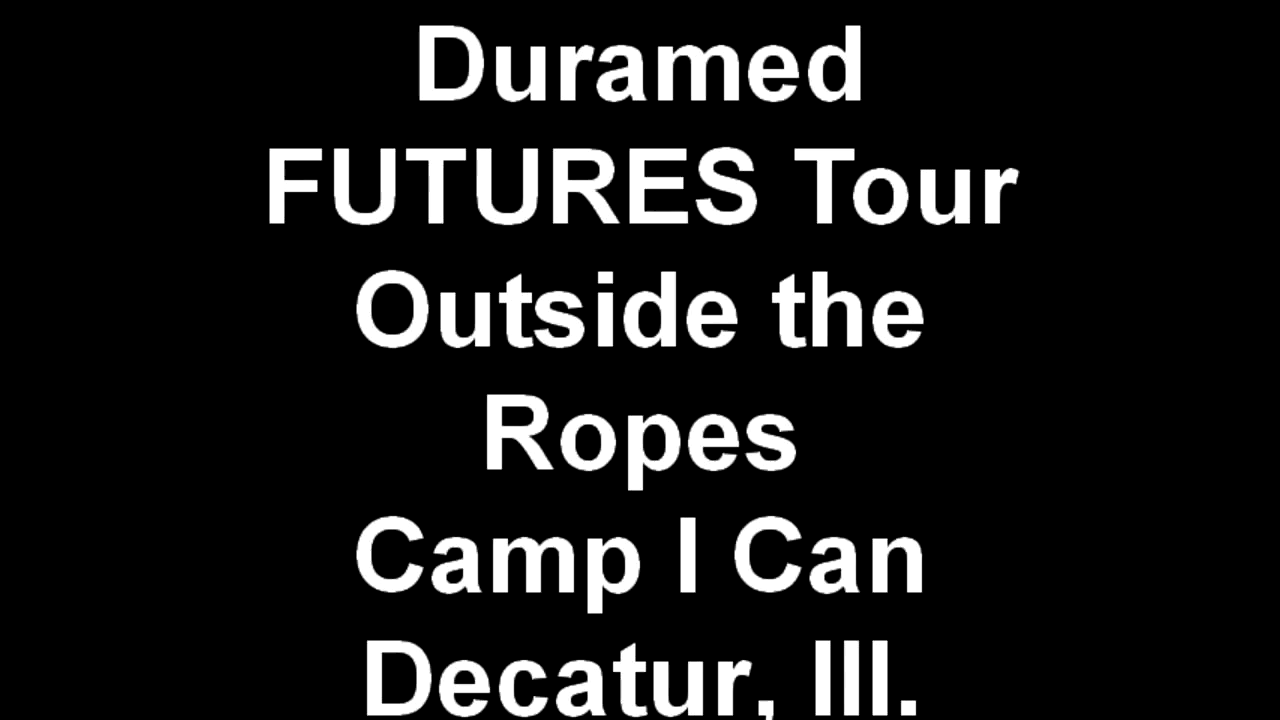 Duramed
FUTURES Tour
Outside the
Ropes
Camp I Can
Decatur, Ill.